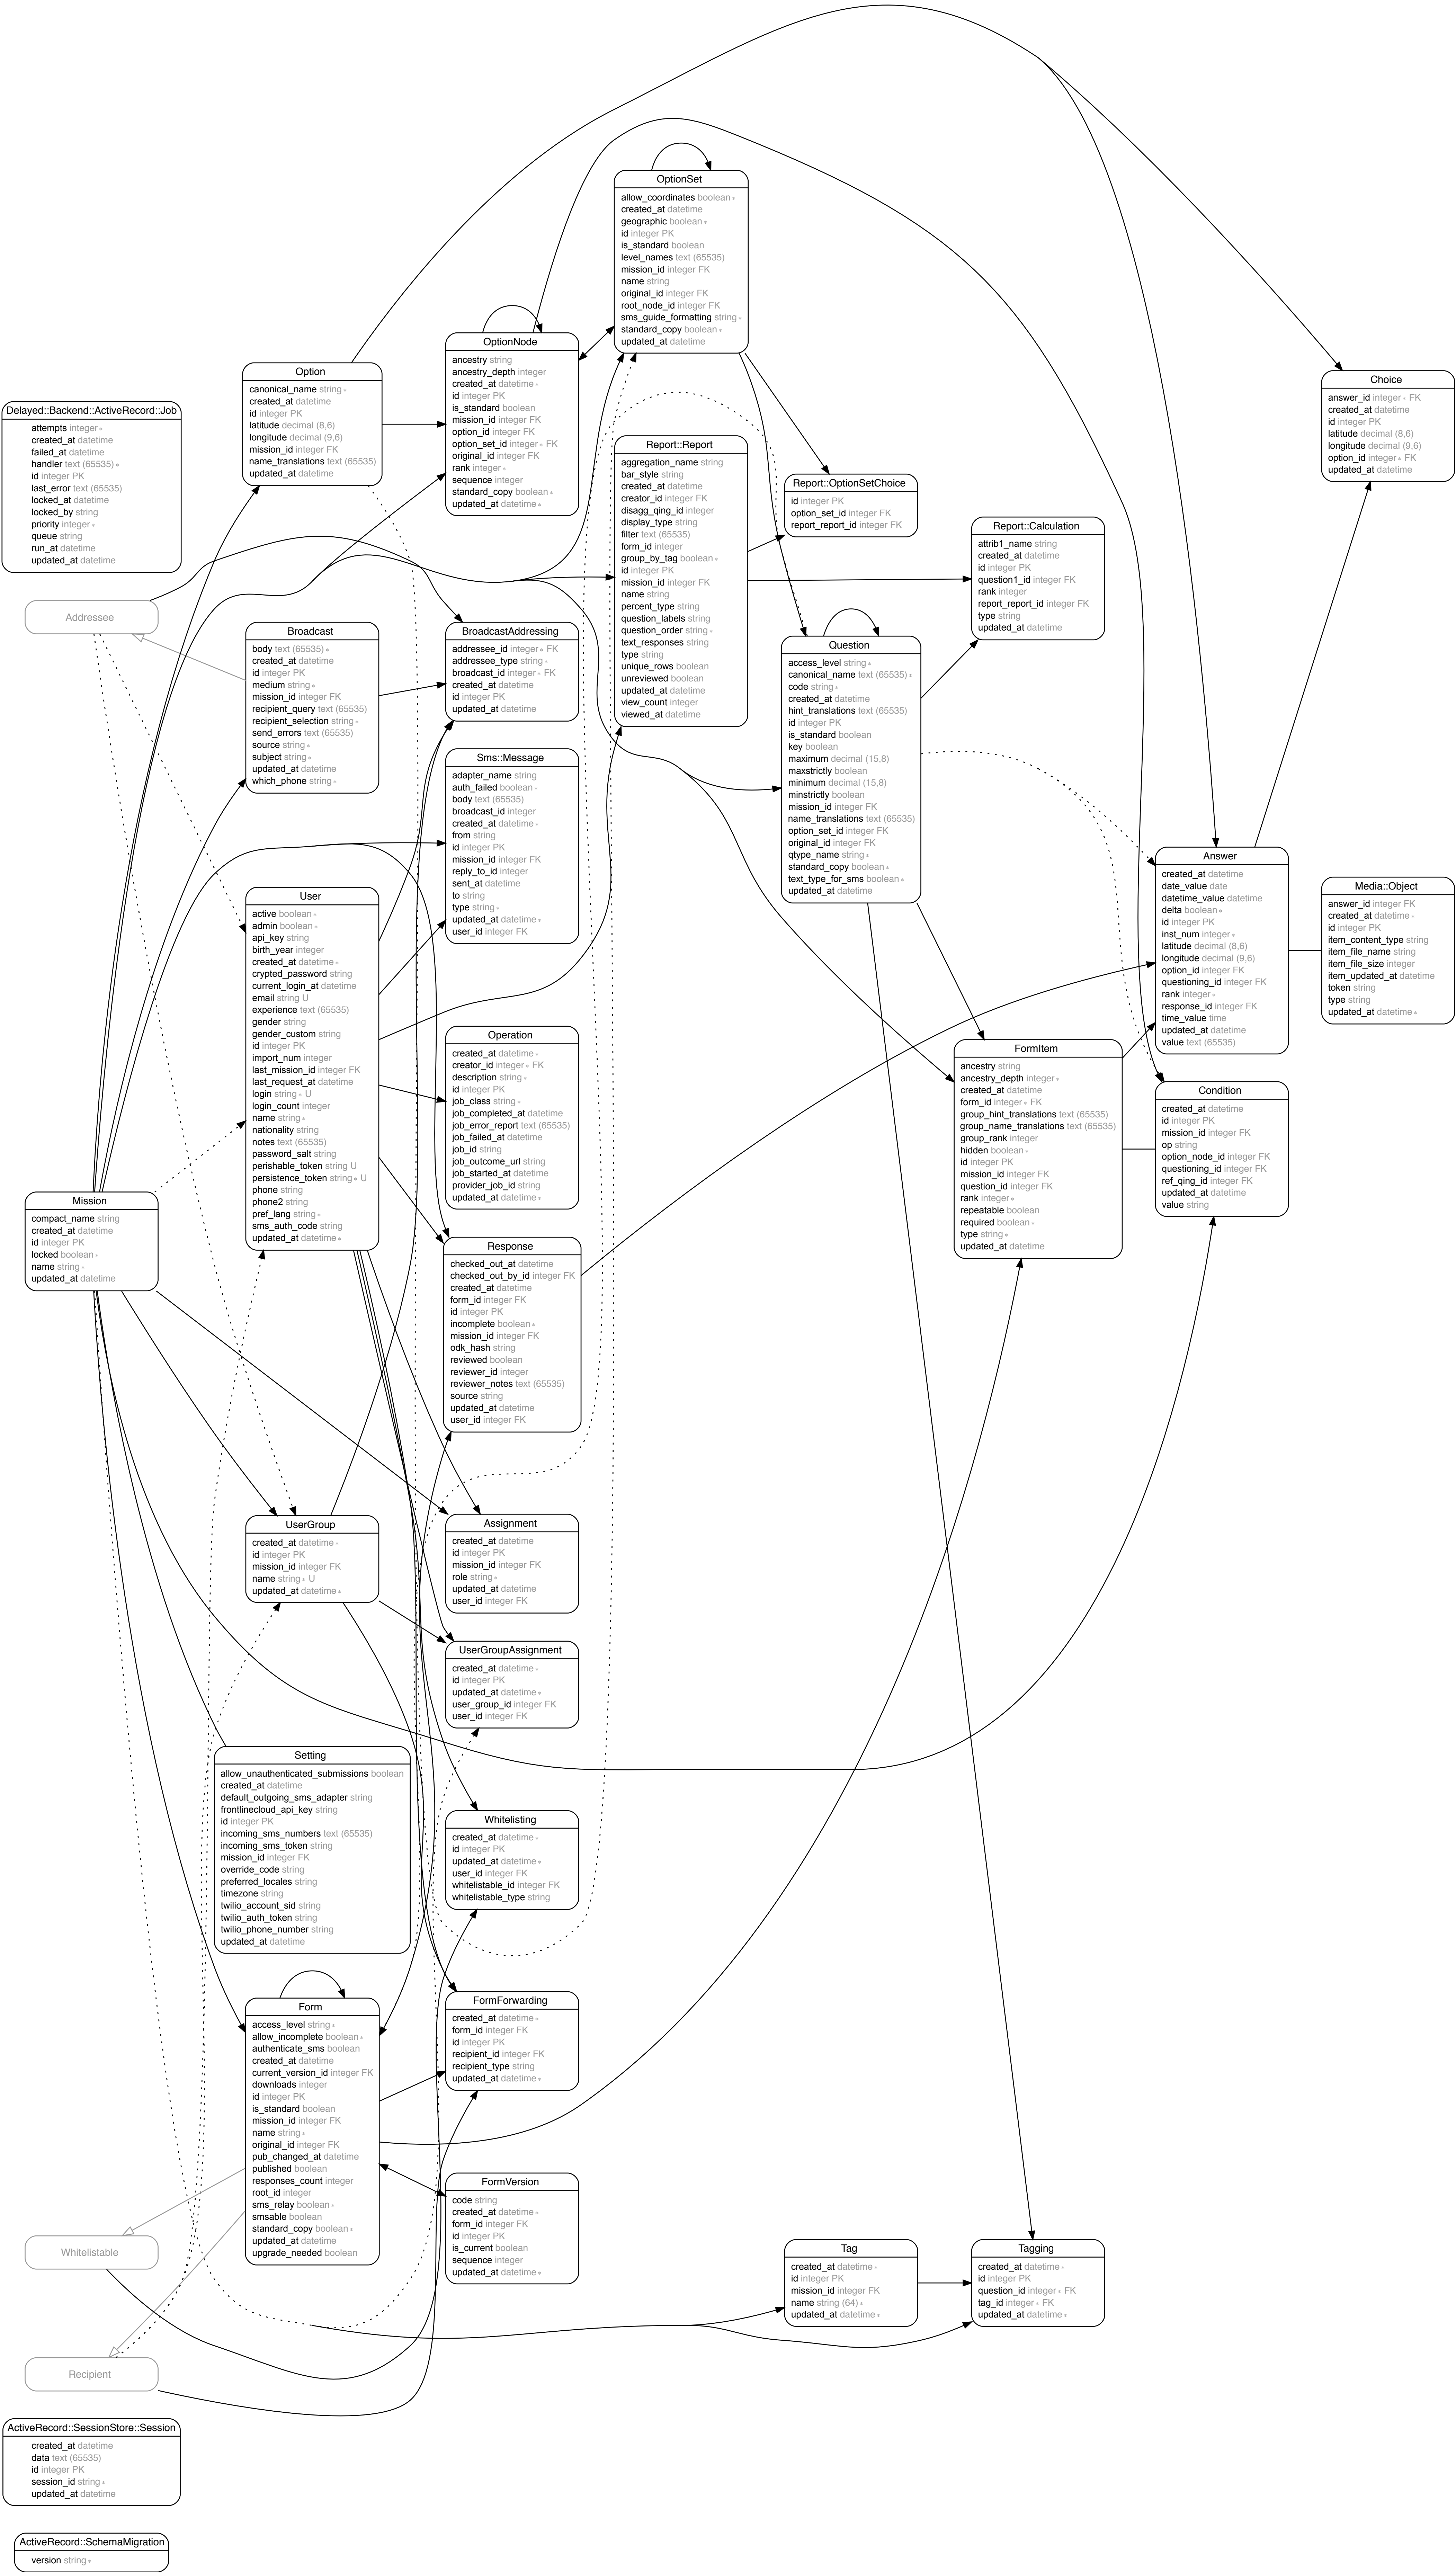 OptionSet
allow_coordinates boolean ∗
created_at datetime
geographic boolean ∗
id integer PK
is_standard boolean
level_names text (65535)
mission_id integer FK
name string
original_id integer FK
root_node_id integer FK
sms_guide_formatting string ∗
standard_copy boolean ∗
updated_at datetime
OptionNode
ancestry string
ancestry_depth integer
created_at datetime ∗
id integer PK
is_standard boolean
mission_id integer FK
option_id integer FK
option_set_id integer ∗ FK
original_id integer FK
rank integer ∗
sequence integer
standard_copy boolean ∗
updated_at datetime ∗
Option
canonical_name string ∗
created_at datetime
id integer PK
latitude decimal (8,6)
longitude decimal (9,6)
mission_id integer FK
name_translations text (65535)
updated_at datetime
Choice
answer_id integer ∗ FK
created_at datetime
id integer PK
latitude decimal (8,6)
longitude decimal (9,6)
option_id integer ∗ FK
updated_at datetime
Delayed::Backend::ActiveRecord::Job
attempts integer ∗
created_at datetime
failed_at datetime
handler text (65535) ∗
id integer PK
last_error text (65535)
locked_at datetime
locked_by string
priority integer ∗
queue string
run_at datetime
updated_at datetime
Report::Report
aggregation_name string
bar_style string
created_at datetime
creator_id integer FK
disagg_qing_id integer
display_type string
filter text (65535)
form_id integer
group_by_tag boolean ∗
id integer PK
mission_id integer FK
name string
percent_type string
question_labels string
question_order string ∗
text_responses string
type string
unique_rows boolean
unreviewed boolean
updated_at datetime
view_count integer
viewed_at datetime
Report::OptionSetChoice
id integer PK
option_set_id integer FK
report_report_id integer FK
Report::Calculation
attrib1_name string
created_at datetime
id integer PK
question1_id integer FK
rank integer
report_report_id integer FK
type string
updated_at datetime
Addressee
Broadcast
body text (65535) ∗
created_at datetime
id integer PK
medium string ∗
mission_id integer FK
recipient_query text (65535)
recipient_selection string ∗
send_errors text (65535)
source string ∗
subject string ∗
updated_at datetime
which_phone string ∗
BroadcastAddressing
addressee_id integer ∗ FK
addressee_type string ∗
broadcast_id integer ∗ FK
created_at datetime
id integer PK
updated_at datetime
Question
access_level string ∗
canonical_name text (65535) ∗
code string ∗
created_at datetime
hint_translations text (65535)
id integer PK
is_standard boolean
key boolean
maximum decimal (15,8)
maxstrictly boolean
minimum decimal (15,8)
minstrictly boolean
mission_id integer FK
name_translations text (65535)
option_set_id integer FK
original_id integer FK
qtype_name string ∗
standard_copy boolean ∗
text_type_for_sms boolean ∗
updated_at datetime
Sms::Message
adapter_name string
auth_failed boolean ∗
body text (65535)
broadcast_id integer
created_at datetime ∗
from string
id integer PK
mission_id integer FK
reply_to_id integer
sent_at datetime
to string
type string ∗
updated_at datetime ∗
user_id integer FK
Answer
created_at datetime
date_value date
datetime_value datetime
delta boolean ∗
id integer PK
inst_num integer ∗
latitude decimal (8,6)
longitude decimal (9,6)
option_id integer FK
questioning_id integer FK
rank integer ∗
response_id integer FK
time_value time
updated_at datetime
value text (65535)
Media::Object
answer_id integer FK
created_at datetime ∗
id integer PK
item_content_type string
item_file_name string
item_file_size integer
item_updated_at datetime
token string
type string
updated_at datetime ∗
User
active boolean ∗
admin boolean ∗
api_key string
birth_year integer
created_at datetime ∗
crypted_password string
current_login_at datetime
email string U
experience text (65535)
gender string
gender_custom string
id integer PK
import_num integer
last_mission_id integer FK
last_request_at datetime
login string ∗ U
login_count integer
name string ∗
nationality string
notes text (65535)
password_salt string
perishable_token string U
persistence_token string ∗ U
phone string
phone2 string
pref_lang string ∗
sms_auth_code string
updated_at datetime ∗
Operation
created_at datetime ∗
creator_id integer ∗ FK
description string ∗
id integer PK
job_class string ∗
job_completed_at datetime
job_error_report text (65535)
job_failed_at datetime
job_id string
job_outcome_url string
job_started_at datetime
provider_job_id string
updated_at datetime ∗
FormItem
ancestry string
ancestry_depth integer ∗
created_at datetime
form_id integer ∗ FK
group_hint_translations text (65535)
group_name_translations text (65535)
group_rank integer
hidden boolean ∗
id integer PK
mission_id integer FK
question_id integer FK
rank integer ∗
repeatable boolean
required boolean ∗
type string ∗
updated_at datetime
Condition
created_at datetime
id integer PK
mission_id integer FK
op string
option_node_id integer FK
questioning_id integer FK
ref_qing_id integer FK
updated_at datetime
value string
Mission
compact_name string
created_at datetime
id integer PK
locked boolean ∗
name string ∗
updated_at datetime
Response
checked_out_at datetime
checked_out_by_id integer FK
created_at datetime
form_id integer FK
id integer PK
incomplete boolean ∗
mission_id integer FK
odk_hash string
reviewed boolean
reviewer_id integer
reviewer_notes text (65535)
source string
updated_at datetime
user_id integer FK
UserGroup
created_at datetime ∗
id integer PK
mission_id integer FK
name string ∗ U
updated_at datetime ∗
Assignment
created_at datetime
id integer PK
mission_id integer FK
role string ∗
updated_at datetime
user_id integer FK
UserGroupAssignment
created_at datetime ∗
id integer PK
updated_at datetime ∗
user_group_id integer FK
user_id integer FK
Setting
allow_unauthenticated_submissions boolean
created_at datetime
default_outgoing_sms_adapter string
frontlinecloud_api_key string
id integer PK
incoming_sms_numbers text (65535)
incoming_sms_token string
mission_id integer FK
override_code string
preferred_locales string
timezone string
twilio_account_sid string
twilio_auth_token string
twilio_phone_number string
updated_at datetime
Whitelisting
created_at datetime ∗
id integer PK
updated_at datetime ∗
user_id integer FK
whitelistable_id integer FK
whitelistable_type string
Form
access_level string ∗
allow_incomplete boolean ∗
authenticate_sms boolean
created_at datetime
current_version_id integer FK
downloads integer
id integer PK
is_standard boolean
mission_id integer FK
name string ∗
original_id integer FK
pub_changed_at datetime
published boolean
responses_count integer
root_id integer
sms_relay boolean ∗
smsable boolean
standard_copy boolean ∗
updated_at datetime
upgrade_needed boolean
FormForwarding
created_at datetime ∗
form_id integer FK
id integer PK
recipient_id integer FK
recipient_type string
updated_at datetime ∗
FormVersion
code string
created_at datetime ∗
form_id integer FK
id integer PK
is_current boolean
sequence integer
updated_at datetime ∗
Whitelistable
Tag
created_at datetime ∗
id integer PK
mission_id integer FK
name string (64) ∗
updated_at datetime ∗
Tagging
created_at datetime ∗
id integer PK
question_id integer ∗ FK
tag_id integer ∗ FK
updated_at datetime ∗
Recipient
ActiveRecord::SessionStore::Session
created_at datetime
data text (65535)
id integer PK
session_id string ∗
updated_at datetime
ActiveRecord::SchemaMigration
version string ∗